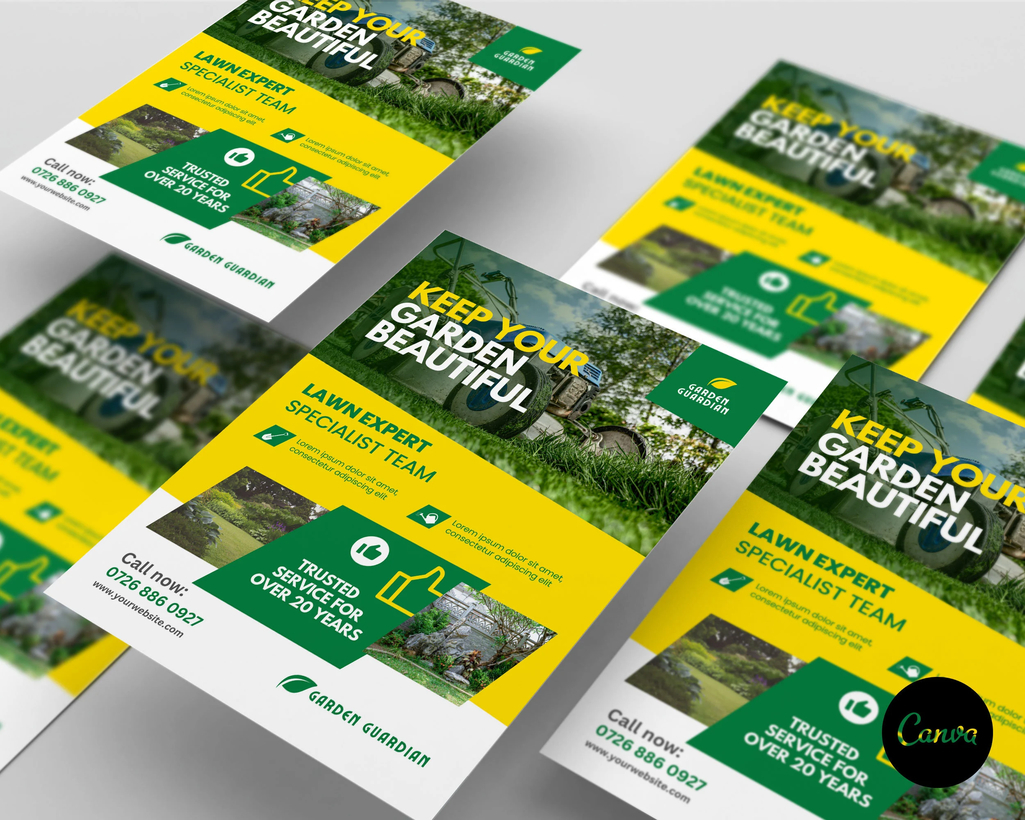 KEEP YOUR
GARDEN
BEAUTIFUL
GARDEN
GUARDIAN
LAWN EXPERT
SPECIALIST TEAM
Lorem ipsum dolor sit amet,
consectetur adipiscing elit
Lorem ipsum dolor sit amet,
consectetur adipiscing elit
TRUSTED
SERVICE FOR
OVER 20 YEARS
Call now:
0726 886 0927
www.yourwebsite.com
GARDEN GUARDIAN
KEEP YOUR
GARDEN
BEAUTIFUL
LAWN EXPERT
SPECIALIST TEAM
TRUSTED
SERVICE FOR
OVER 20 YEARS
Call now:
KEEP YOUR
GARDEN
BEAUTIFUL
KEEP YOUR
GARDEN
BEAUTIFUL
GARDEN
GUARDIAN
LAWN EXPERT
SPECIALIST TEAM
Lorem ipsum dolor sit amet,
consectetur adipiscing elit
Lorem ipsum dolor sit amet,
consectetur adipiscing elit
TRUSTED
SERVICE FOR
OVER 20 YEARS
Call now:
0726 886 0927
www.yourwebsite.com
GARDEN GUARDIAN
KEEP YOUR
GARDEN
BEAUTIFUL
LAWN EXPERT
SPECIALIST TEAM
Lorem ipsum dolor sit amet,
consectetur adipiscing elit
TRUSTED
SERVICE FOR
OVER 20 YEARS
Call now:
0726 886 0927
www.yourwebsite.com
Canva